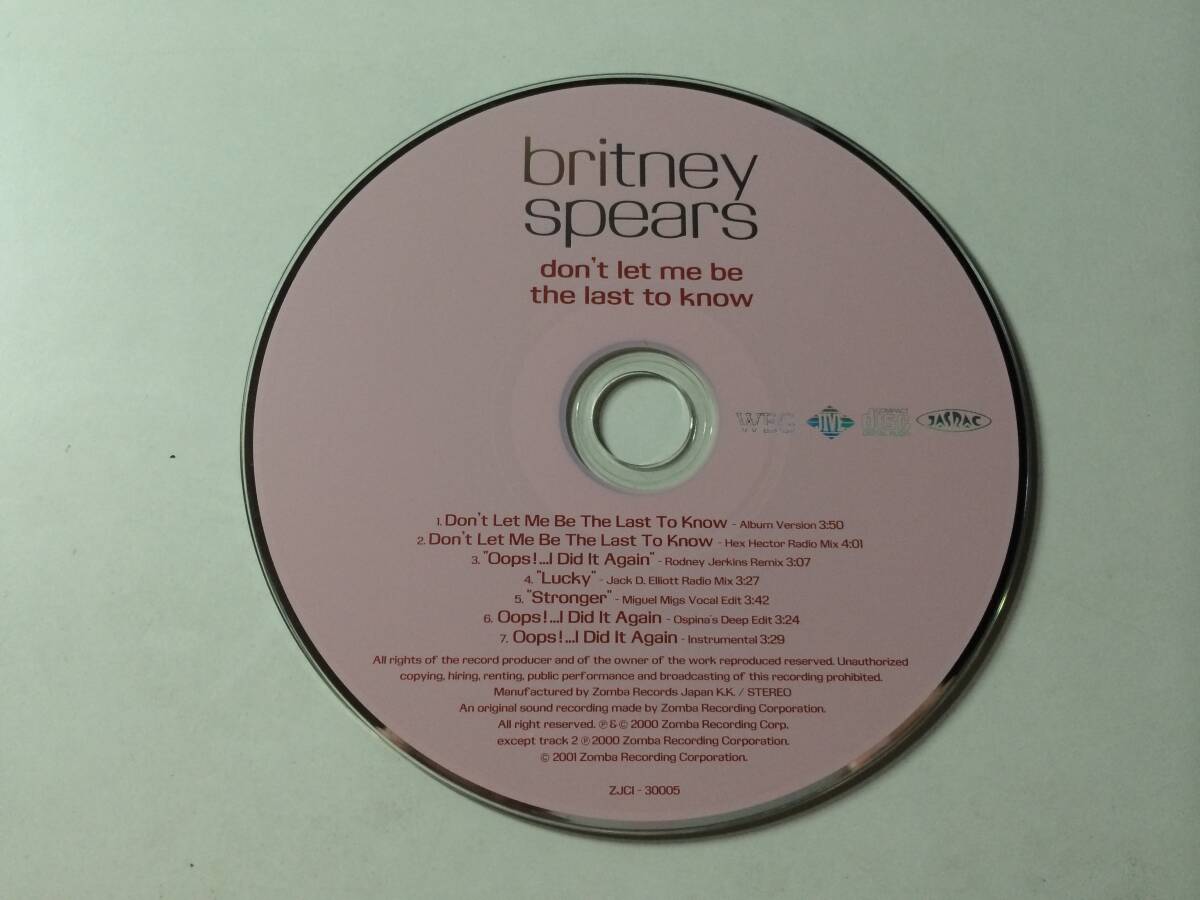 britney
spears
don't let me be
the last to know
WEG JIVE COMPACT disc DIGITAL AUDIO JASRAC
1. Don't Let Me Be The Last To Know - Album Version 3:50
2. Don't Let Me Be The Last To Know - Hex Hector Radio Mix 4:01
3. "Oops!...I Did It Again" - Rodney Jerkins Remix 3:07
4. "Lucky" - Jack D. Elliott Radio Mix 3:27
5. "Stronger" - Miguel Migs Vocal Edit 3:42
6. Oops!...I Did It Again - Ospina's Deep Edit 3:24
7. Oops!...I Did It Again - Instrumental 3:29
All rights of the record producer and of the owner of the work reproduced reserved. Unauthorized
copying, hiring, renting, public performance and broadcasting of this recording prohibited.
Manufactured by Zomba Records Japan K.K. / STEREO
An original sound recording made by Zomba Recording Corporation.
All right reserved. ℗ & © 2000 Zomba Recording Corp.
except track 2 ℗ 2000 Zomba Recording Corporation.
© 2001 Zomba Recording Corporation.
ZJCI - 30005